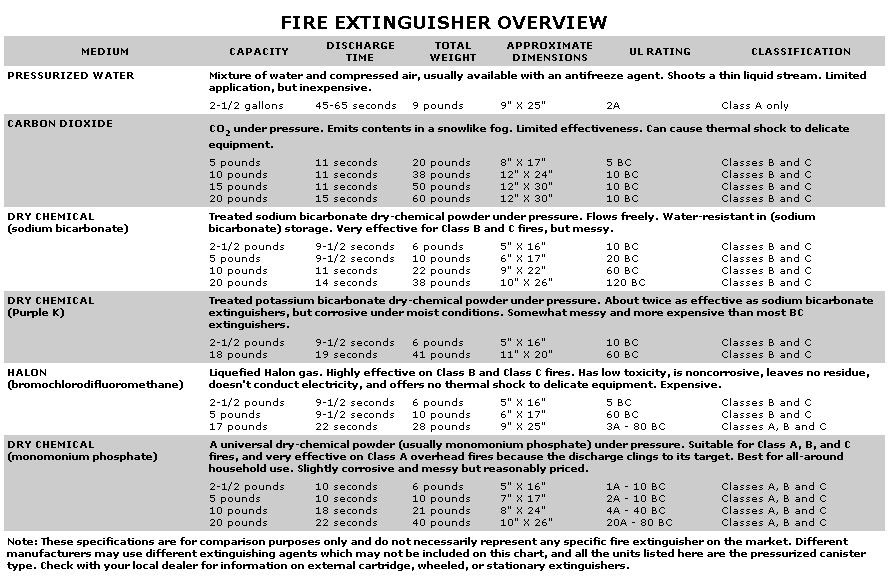 FIRE EXTINGUISHER OVERVIEW
MEDIUM CAPACITY DISCHARGE TIME TOTAL WEIGHT APPROXIMATE DIMENSIONS UL RATING CLASSIFICATION
PRESSURIZED WATER Mixture of water and compressed air, usually available with an antifreeze agent. Shoots a thin liquid stream. Limited
application, but inexpensive.
2-1/2 gallons 45-65 seconds 9 pounds 9" X 25" 2A Class A only
CARBON DIOXIDE CO2 under pressure. Emits contents in a snowlike fog. Limited effectiveness. Can cause thermal shock to delicate
equipment.
5 pounds 11 seconds 20 pounds 8" X 17" 5 BC Classes B and C
10 pounds 11 seconds 38 pounds 12" X 24" 10 BC Classes B and C
15 pounds 11 seconds 50 pounds 12" X 30" 10 BC Classes B and C
20 pounds 15 seconds 60 pounds 12" X 30" 10 BC Classes B and C
DRY CHEMICAL Treated sodium bicarbonate dry-chemical powder under pressure. Flows freely. Water-resistant in (sodium
(sodium bicarbonate) bicarbonate) storage. Very effective for Class B and C fires, but messy.
2-1/2 pounds 9-1/2 seconds 6 pounds 5" X 16" 10 BC Classes B and C
5 pounds 9-1/2 seconds 10 pounds 6" X 17" 20 BC Classes B and C
10 pounds 11 seconds 22 pounds 9" X 22" 60 BC Classes B and C
20 pounds 14 seconds 38 pounds 10" X 26" 120 BC Classes B and C
DRY CHEMICAL Treated potassium bicarbonate dry-chemical powder under pressure. About twice as effective as sodium bicarbonate
(Purple K) extinguishers, but corrosive under moist conditions. Somewhat messy and more expensive than most BC
extinguishers.
2-1/2 pounds 9-1/2 seconds 6 pounds 5" X 16" 10 BC Classes B and C
18 pounds 19 seconds 41 pounds 11" X 20" 60 BC Classes B and C
HALON Liquefied Halon gas. Highly effective on Class B and Class C fires. Has low toxicity, is noncorrosive, leaves no residue,
(bromochlorodifluoromethane) doesn't conduct electricity, and offers no thermal shock to delicate equipment. Expensive.
2-1/2 pounds 9-1/2 seconds 6 pounds 5" X 16" 5 BC Classes B and C
5 pounds 9-1/2 seconds 10 pounds 6" X 17" 60 BC Classes B and C
17 pounds 22 seconds 28 pounds 9" X 25" 3A - 80 BC Classes A, B and C
DRY CHEMICAL A universal dry-chemical powder (usually monomonium phosphate) under pressure. Suitable for Class A, B, and C
(monomonium phosphate) fires, and very effective on Class A overhead fires because the discharge clings to its target. Best for all-around
household use. Slightly corrosive and messy but reasonably priced.
2-1/2 pounds 10 seconds 6 pounds 5" X 16" 1A - 10 BC Classes A, B and C
5 pounds 10 seconds 10 pounds 7" X 17" 2A - 10 BC Classes A, B and C
10 pounds 18 seconds 21 pounds 8" X 24" 4A - 40 BC Classes A, B and C
20 pounds 22 seconds 40 pounds 10" X 26" 20A - 80 BC Classes A, B and C
Note: These specifications are for comparison purposes only and do not necessarily represent any specific fire extinguisher on the market. Different
manufacturers may use different extinguishing agents which may not be included on this chart, and all the units listed here are the pressurized canister
type. Check with your local dealer for information on external cartridge, wheeled, or stationary extinguishers.